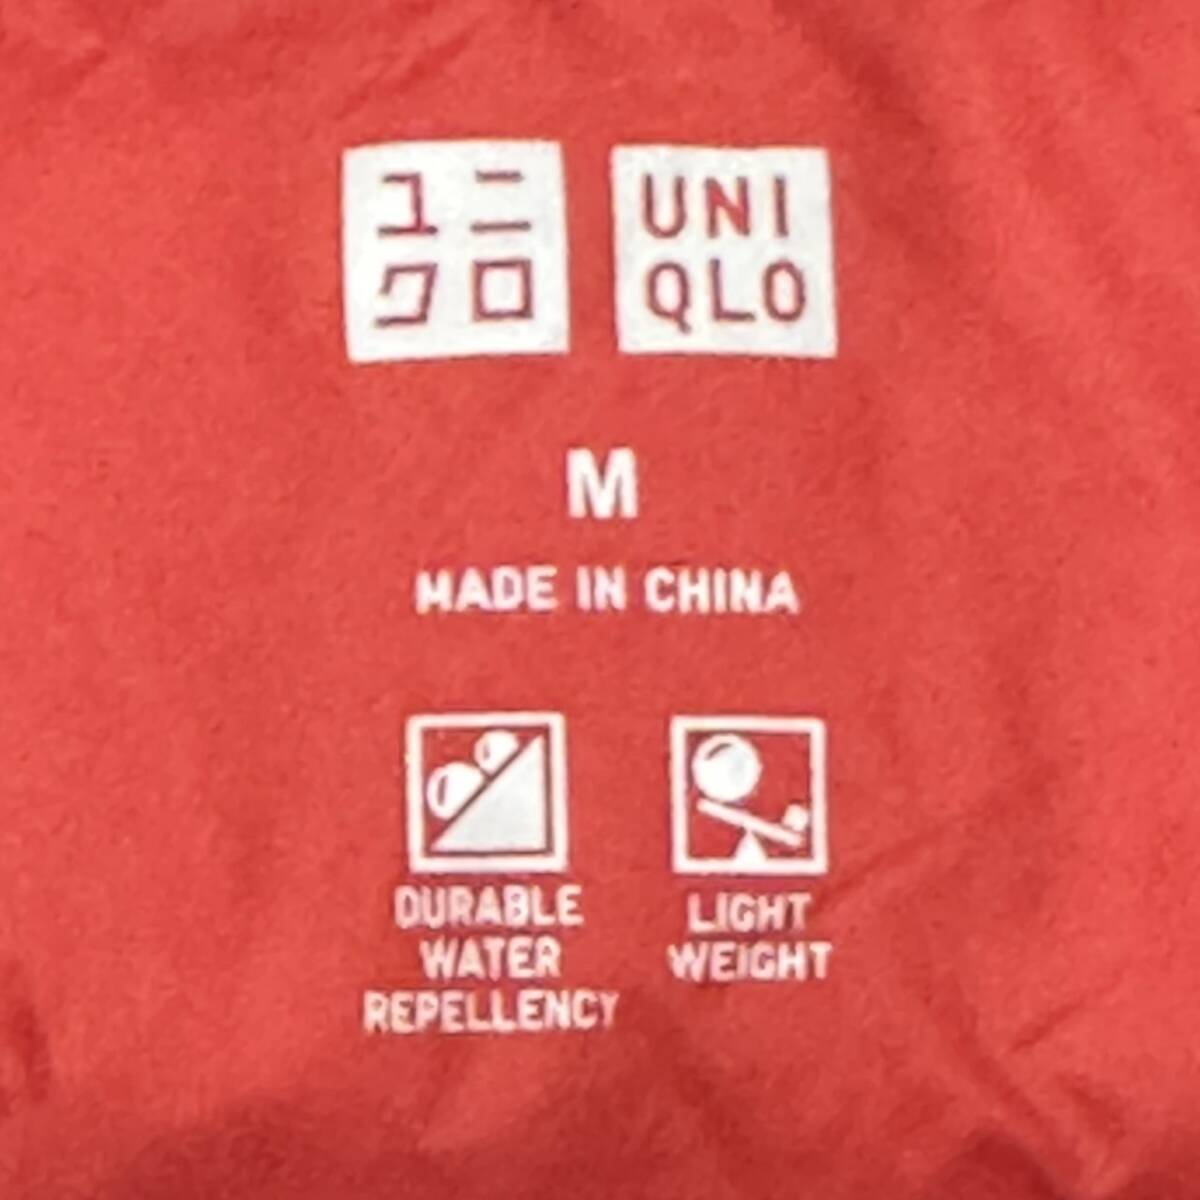 ユニ
クロ
UNI
QLO
M
MADE IN CHINA
DURABLE
WATER
REPELLENCY
LIGHT
WEIGHT